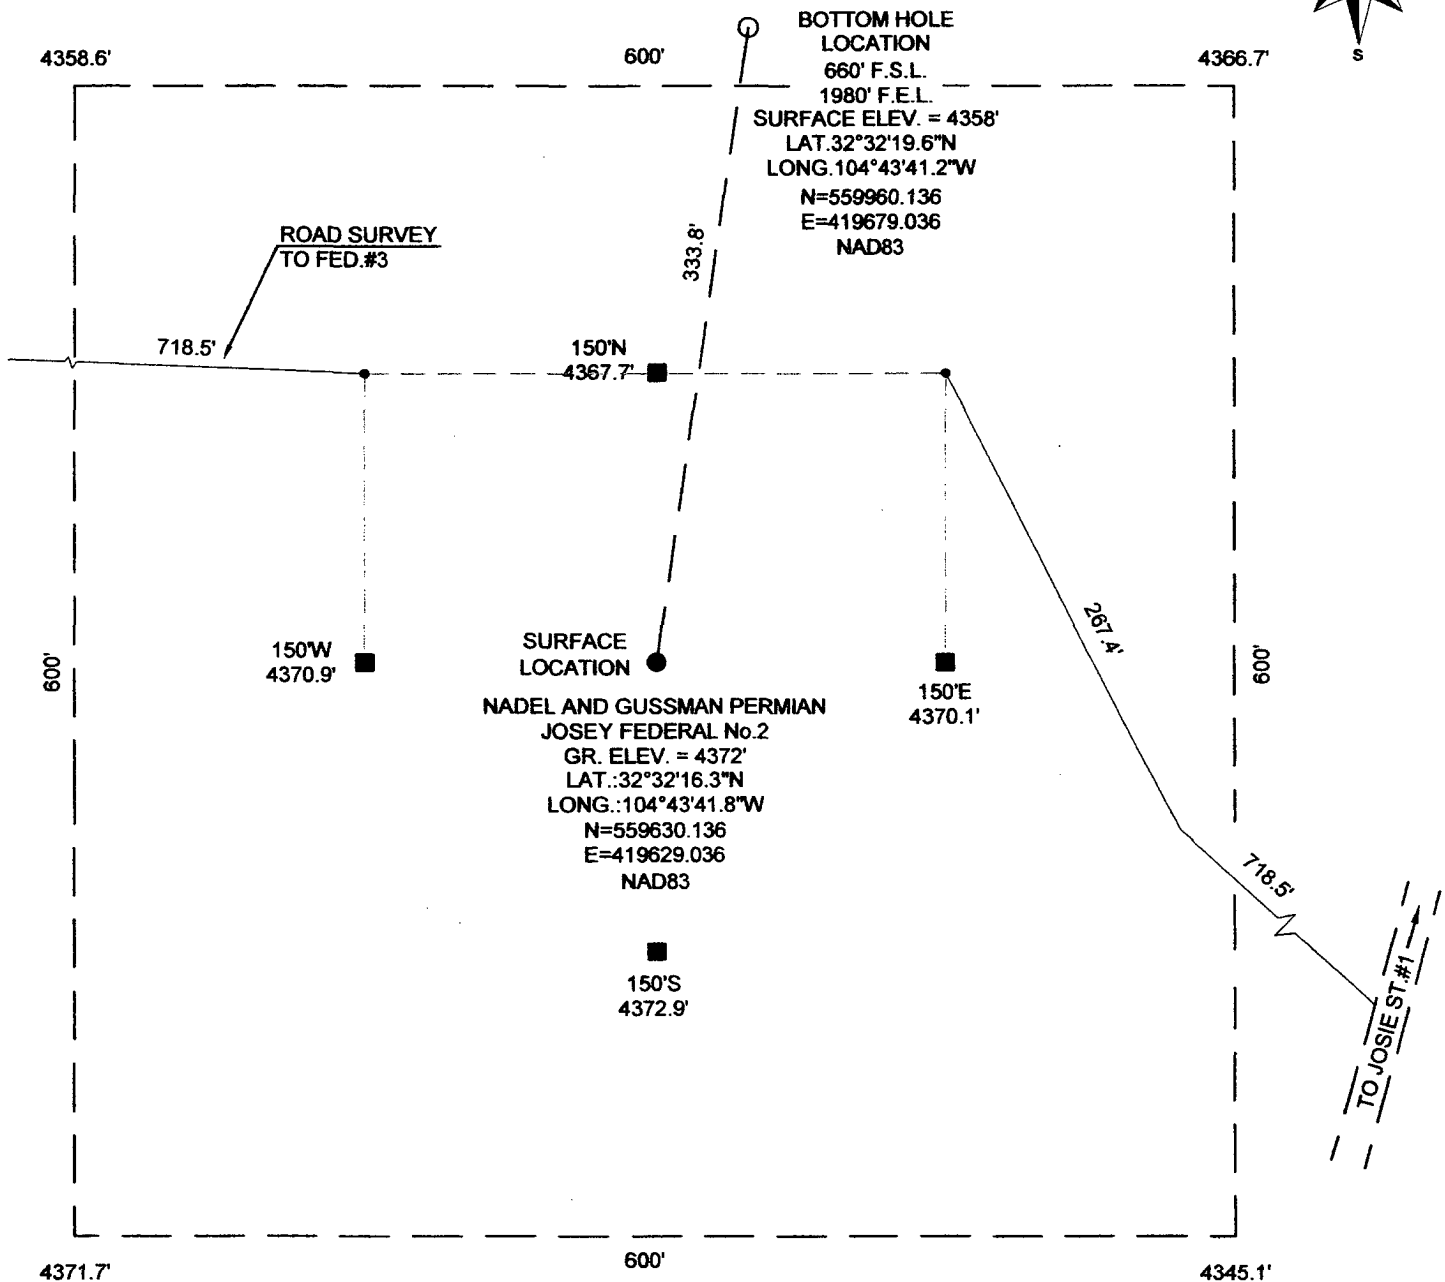 S
BOTTOM HOLE
LOCATION
660' F.S.L.
1980' F.E.L.
SURFACE ELEV. = 4358'
LAT.32°32'19.6"N
LONG.104°43'41.2"W
N=559960.136
E=419679.036
NAD83
4358.6'
600'
4366.7'
ROAD SURVEY
TO FED.#3
333.8'
718.5'
150'N
4367.7'
600'
150'W
4370.9'
SURFACE
LOCATION
150'E
4370.1'
267.4'
600'
NADEL AND GUSSMAN PERMIAN
JOSEY FEDERAL No.2
GR. ELEV. = 4372'
LAT.:32°32'16.3"N
LONG.:104°43'41.8"W
N=559630.136
E=419629.036
NAD83
718.5'
150'S
4372.9'
TO JOSIE ST.#1
4371.7'
600'
4345.1'